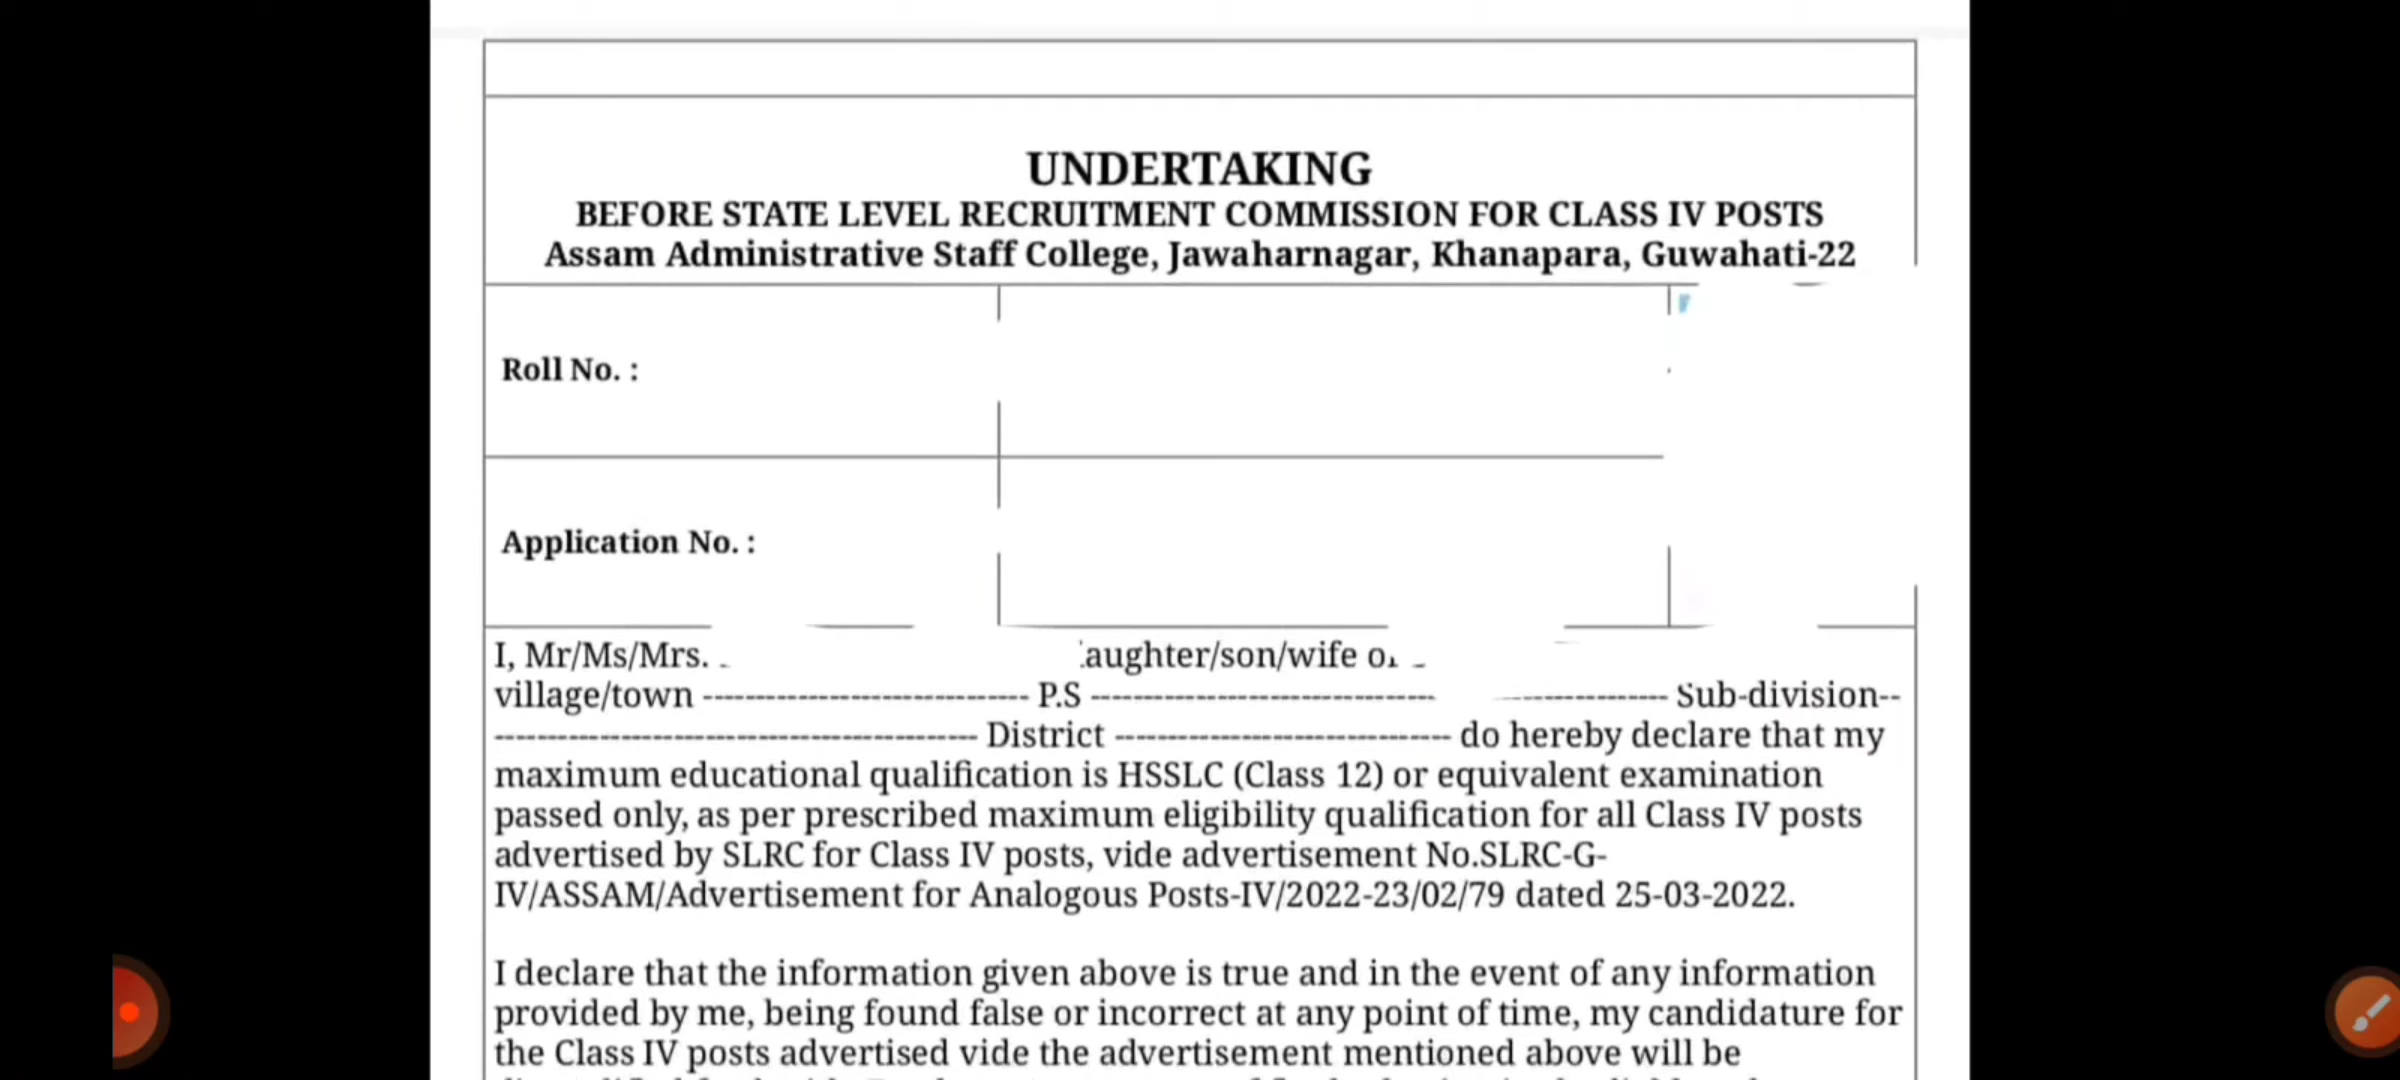 UNDERTAKING
BEFORE STATE LEVEL RECRUITMENT COMMISSION FOR CLASS IV POSTS
Assam Administrative Staff College, Jawaharnagar, Khanapara, Guwahati-22
Roll No. :
Application No. :
I, Mr/Ms/Mrs. aughter/son/wife
village/town ------------------------------- P.S --------------------------------- ---------------- Sub-division--
---------------------------------------------- District -------------------------------- do hereby declare that my
maximum educational qualification is HSSLC (Class 12) or equivalent examination
passed only, as per prescribed maximum eligibility qualification for all Class IV posts
advertised by SLRC for Class IV posts, vide advertisement No.SLRC-G-
IV/ASSAM/Advertisement for Analogous Posts-IV/2022-23/02/79 dated 25-03-2022.
I declare that the information given above is true and in the event of any information
provided by me, being found false or incorrect at any point of time, my candidature for
the Class IV posts advertised vide the advertisement mentioned above will be